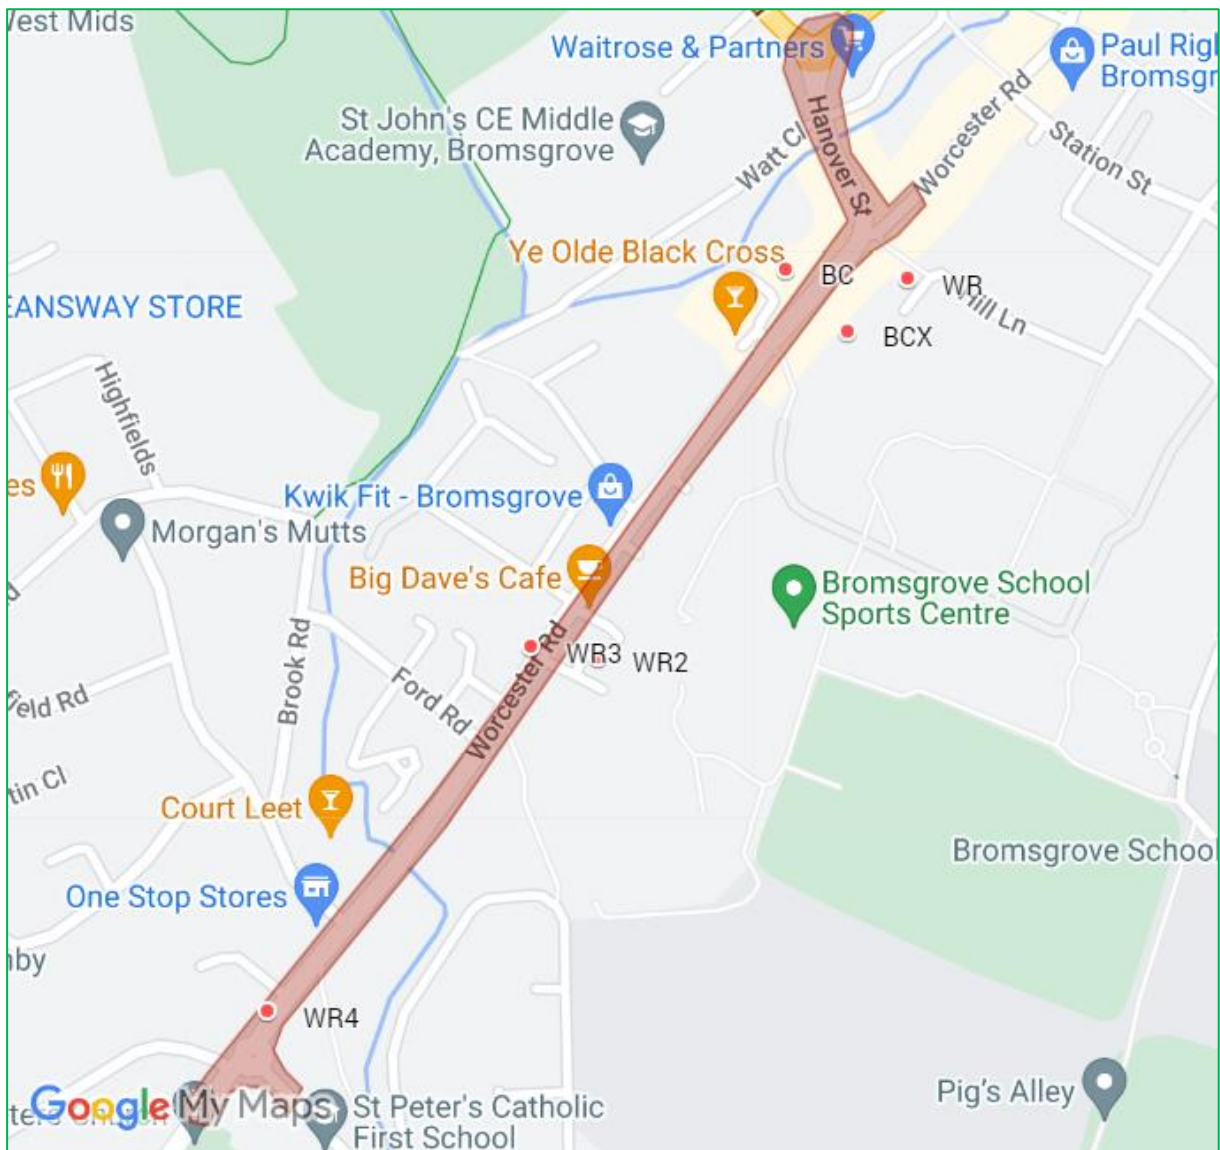 West Mids
Waitrose & Partners
Paul Rigl
Bromsgr
St John's CE Middle
Academy, Bromsgrove
Hanover St
Worcester Rd
Watt Cl
Station St
Ye Olde Black Cross
BC
WR
Hill Ln
BCX
EANSWAY STORE
Highfields
es
Kwik Fit - Bromsgrove
Morgan's Mutts
Big Dave's Cafe
Bromsgrove School
Sports Centre
WR3
WR2
Worcester Rd
Brook Rd
Ford Rd
field Rd
tin Cl
Court Leet
Bromsgrove School
One Stop Stores
nby
WR4
Pig's Alley
Google My Maps
St Peter's Catholic
First School